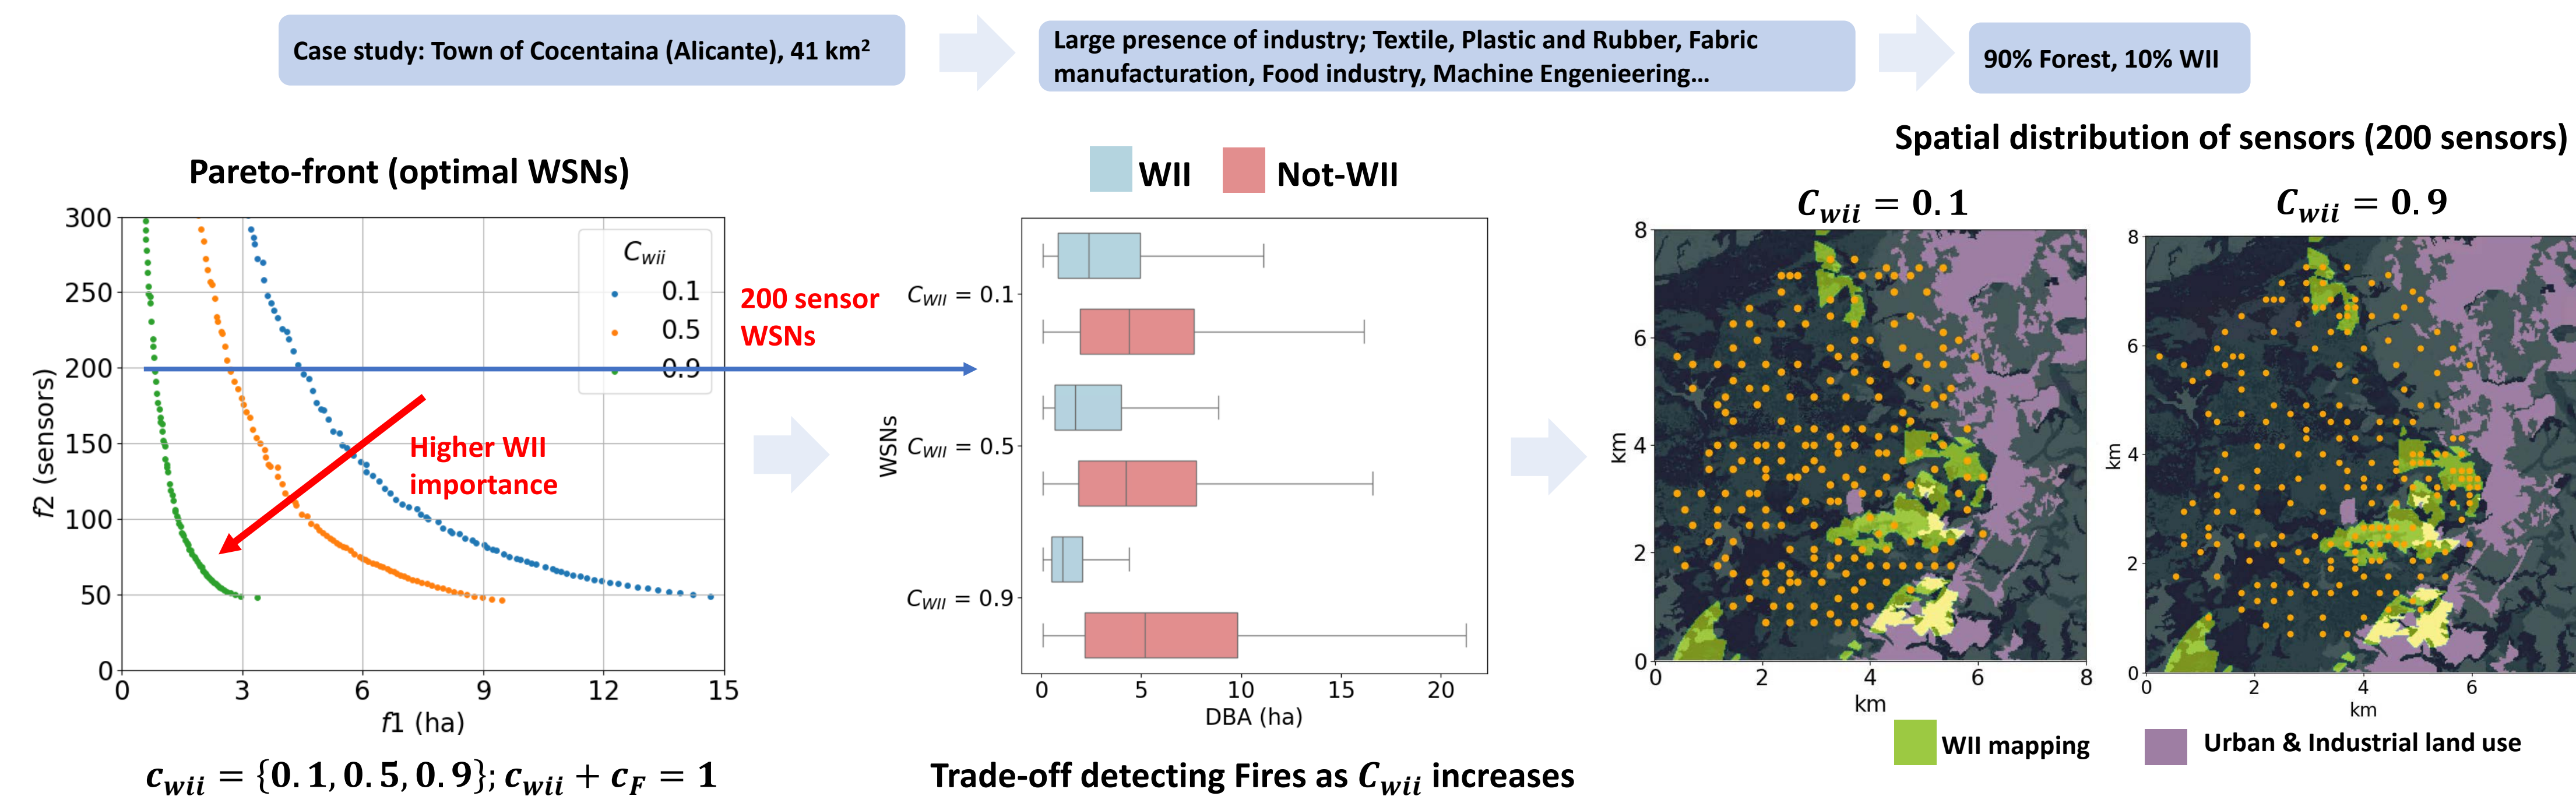 Case study: Town of Cocentaina (Alicante), 41 km²
Large presence of industry; Textile, Plastic and Rubber, Fabric
manufacturation, Food industry, Machine Engenieering…
90% Forest, 10% WII
Pareto-front (optimal WSNs)
300
250
200
150
100
50
0
f2 (sensors)
0 3 6 9 12 15
f1 (ha)
C_wii
0.1
0.5
0.9
200 sensor
WSNs
Higher WII
importance
c_wii = {0.1, 0.5, 0.9}; c_wii + c_F = 1
WII Not-WII
WSNs
C_WII = 0.1
C_WII = 0.5
C_WII = 0.9
0 5 10 15 20
DBA (ha)
Trade-off detecting Fires as C_wii increases
Spatial distribution of sensors (200 sensors)
C_wii = 0.1
8
6
4
2
0
km
0 2 4 6 8
km
C_wii = 0.9
8
6
4
2
0
km
0 2 4 6
km
WII mapping
Urban & Industrial land use